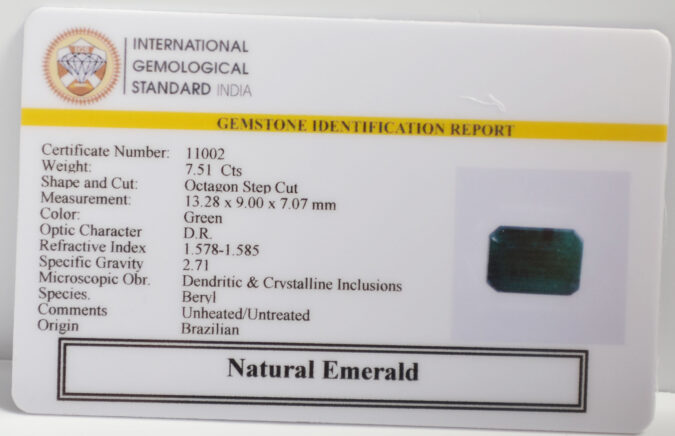 INTERNATIONAL
GEMOLOGICAL
STANDARD INDIA
GEMSTONE IDENTIFICATION REPORT
Certificate Number: 11002
Weight: 7.51 Cts
Shape and Cut: Octagon Step Cut
Measurement: 13.28 x 9.00 x 7.07 mm
Color: Green
Optic Character D.R.
Refractive Index 1.578-1.585
Specific Gravity 2.71
Microscopic Obr. Dendritic & Crystalline Inclusions
Species. Beryl
Comments Unheated/Untreated
Origin Brazilian
Natural Emerald